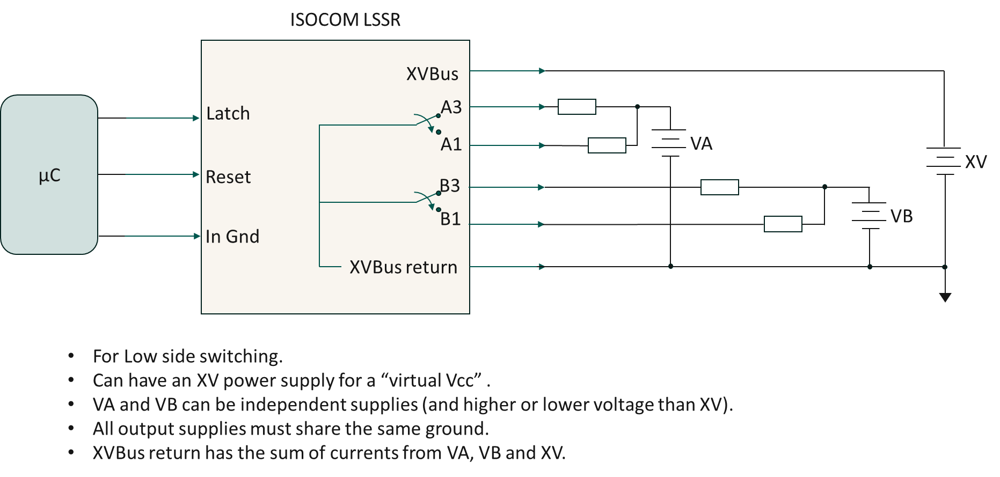 ISOCOM LSSR
XVBus
A3
Latch
A1
VA
XV
µC
Reset
B3
B1
VB
In Gnd
XVBus return
• For Low side switching.
• Can have an XV power supply for a “virtual Vcc” .
• VA and VB can be independent supplies (and higher or lower voltage than XV).
• All output supplies must share the same ground.
• XVBus return has the sum of currents from VA, VB and XV.